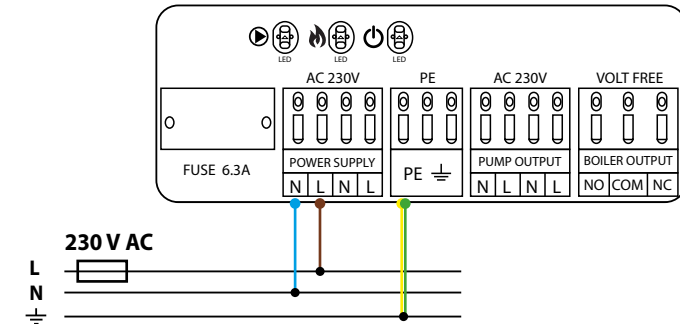 LED LED LED
AC 230V PE AC 230V VOLT FREE
FUSE 6.3A
POWER SUPPLY PE PUMP OUTPUT BOILER OUTPUT
N L N L N L N L NO COM NC
230 V AC
L
N